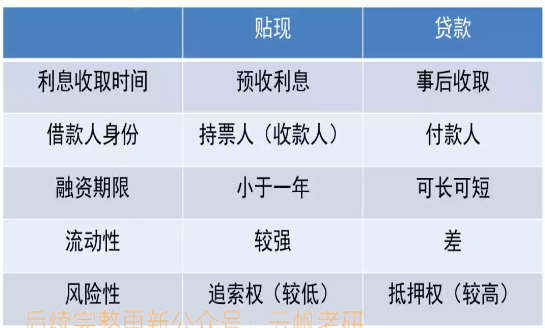 贴现 贷款
利息收取时间 预收利息 事后收取
借款人身份 持票人（收款人） 付款人
融资期限 小于一年 可长可短
流动性 较强 差
风险性 追索权（较低） 抵押权（较高）
后续完整更新公众号：云帆考研